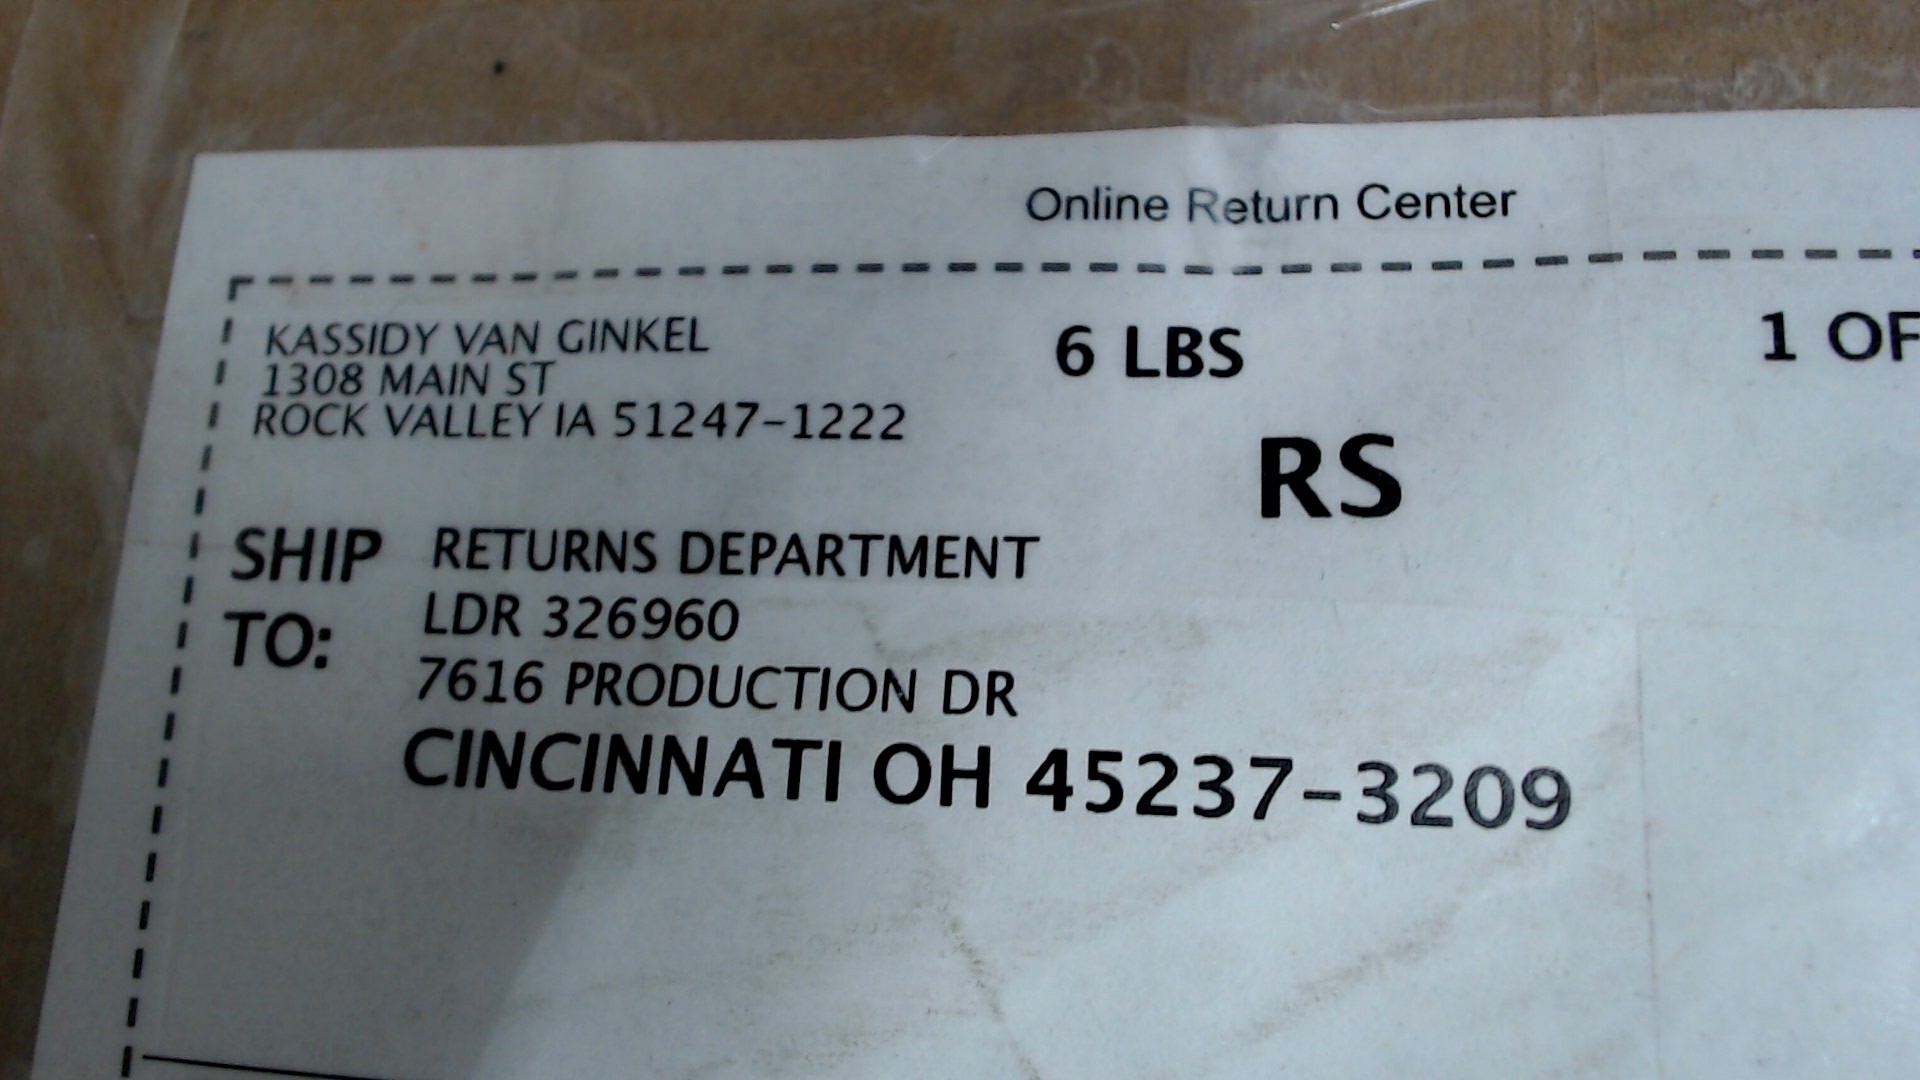 Online Return Center
KASSIDY VAN GINKEL
1308 MAIN ST
ROCK VALLEY IA 51247-1222
6 LBS
1 OF
RS
SHIP TO:
RETURNS DEPARTMENT
LDR 326960
7616 PRODUCTION DR
CINCINNATI OH 45237-3209